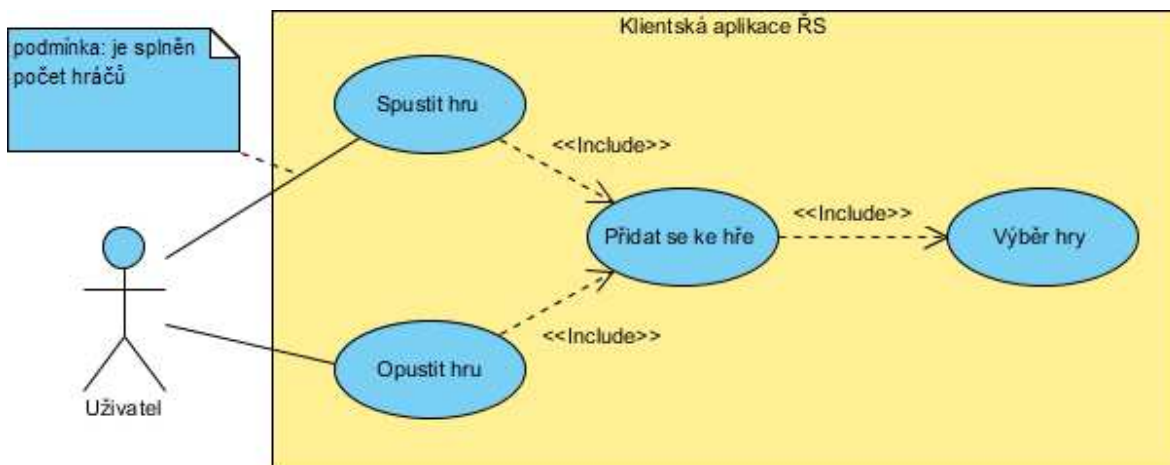 Klientská aplikace ŘS
podmínka: je splněn
počet hráčů
Spustit hru
<<Include>>
Přidat se ke hře
<<Include>>
Výběr hry
<<Include>>
Opustit hru
Uživatel